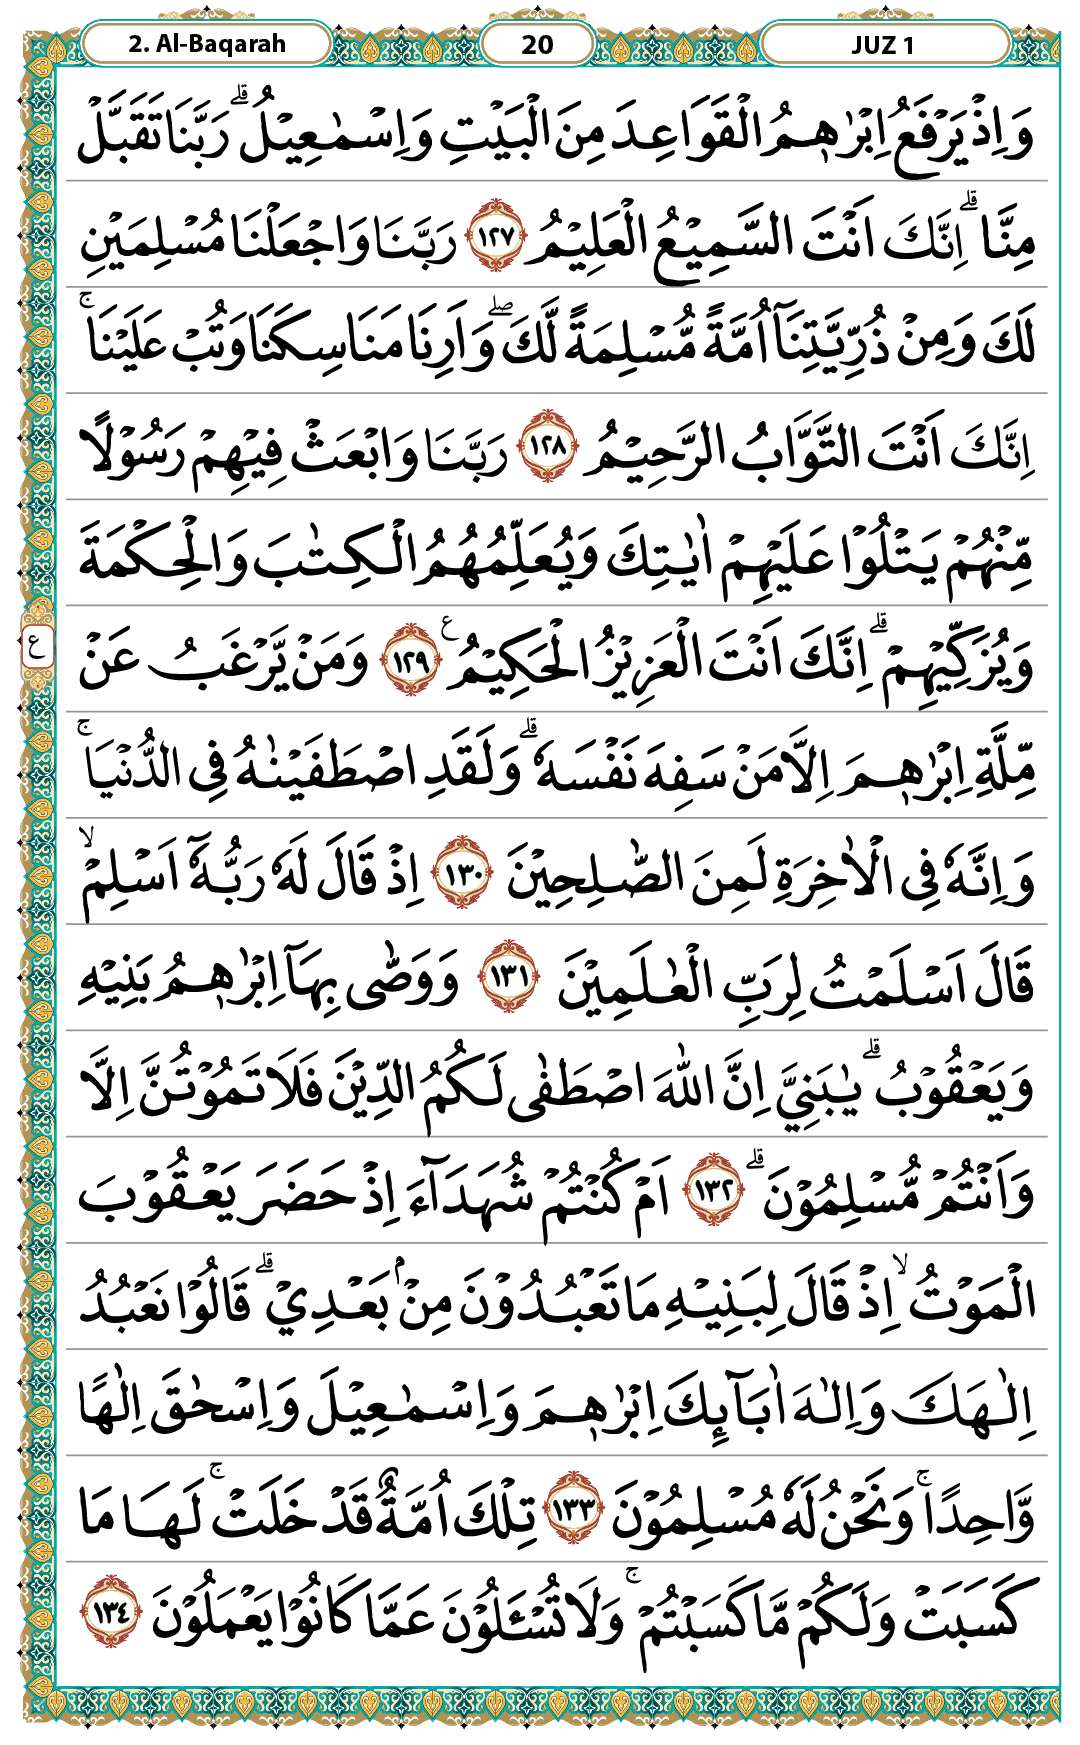 2. Al-Baqarah 20 JUZ 1
وَاِذْ يَرْفَعُ اِبْرٰهٖمُ الْقَوَاعِدَ مِنَ الْبَيْتِ وَاِسْمٰعِيْلُۗ رَبَّنَا تَقَبَّلْ
مِنَّا ۗ اِنَّكَ اَنْتَ السَّمِيْعُ الْعَلِيْمُ ١٢٧ رَبَّنَا وَاجْعَلْنَا مُسْلِمَيْنِ
لَكَ وَمِنْ ذُرِّيَّتِنَآ اُمَّةً مُّسْلِمَةً لَّكَۖ وَاَرِنَا مَنَاسِكَنَا وَتُبْ عَلَيْنَا ۚ
اِنَّكَ اَنْتَ التَّوَّابُ الرَّحِيْمُ ١٢٨ رَبَّنَا وَابْعَثْ فِيْهِمْ رَسُوْلًا
مِّنْهُمْ يَتْلُوْا عَلَيْهِمْ اٰيٰتِكَ وَيُعَلِّمُهُمُ الْكِتٰبَ وَالْحِكْمَةَ
وَيُزَكِّيْهِمْ ۗ اِنَّكَ اَنْتَ الْعَزِيْزُ الْحَكِيْمُ ع ١٢٩ وَمَنْ يَّرْغَبُ عَنْ
ع
مِّلَّةِ اِبْرٰهٖمَ اِلَّا مَنْ سَفِهَ نَفْسَهٗ ۗوَلَقَدِ اصْطَفَيْنٰهُ فِى الدُّنْيَا ۚ
وَاِنَّهٗ فِى الْاٰخِرَةِ لَمِنَ الصّٰلِحِيْنَ ١٣٠ اِذْ قَالَ لَهٗ رَبُّهٗٓ اَسْلِمْۙ
قَالَ اَسْلَمْتُ لِرَبِّ الْعٰلَمِيْنَ ١٣١ وَوَصّٰى بِهَآ اِبْرٰهٖمُ بَنِيْهِ
وَيَعْقُوْبُۗ يٰبَنِيَّ اِنَّ اللّٰهَ اصْطَفٰى لَكُمُ الدِّيْنَ فَلَا تَمُوْتُنَّ اِلَّا
وَاَنْتُمْ مُّسْلِمُوْنَ ۗ ١٣٢ اَمْ كُنْتُمْ شُهَدَاۤءَ اِذْ حَضَرَ يَعْقُوْبَ
الْمَوْتُۙ اِذْ قَالَ لِبَنِيْهِ مَا تَعْبُدُوْنَ مِنْۢ بَعْدِيْۗ قَالُوْا نَعْبُدُ
اِلٰهَكَ وَاِلٰهَ اٰبَاۤىِٕكَ اِبْرٰهٖمَ وَاِسْمٰعِيْلَ وَاِسْحٰقَ اِلٰهًا
وَّاحِدًاۚ وَنَحْنُ لَهٗ مُسْلِمُوْنَ ١٣٣ تِلْكَ اُمَّةٌ قَدْ خَلَتْ ۚ لَهَا مَا
كَسَبَتْ وَلَكُمْ مَّا كَسَبْتُمْ ۚ وَلَا تُسْـَٔلُوْنَ عَمَّا كَانُوْا يَعْمَلُوْنَ ١٣٤